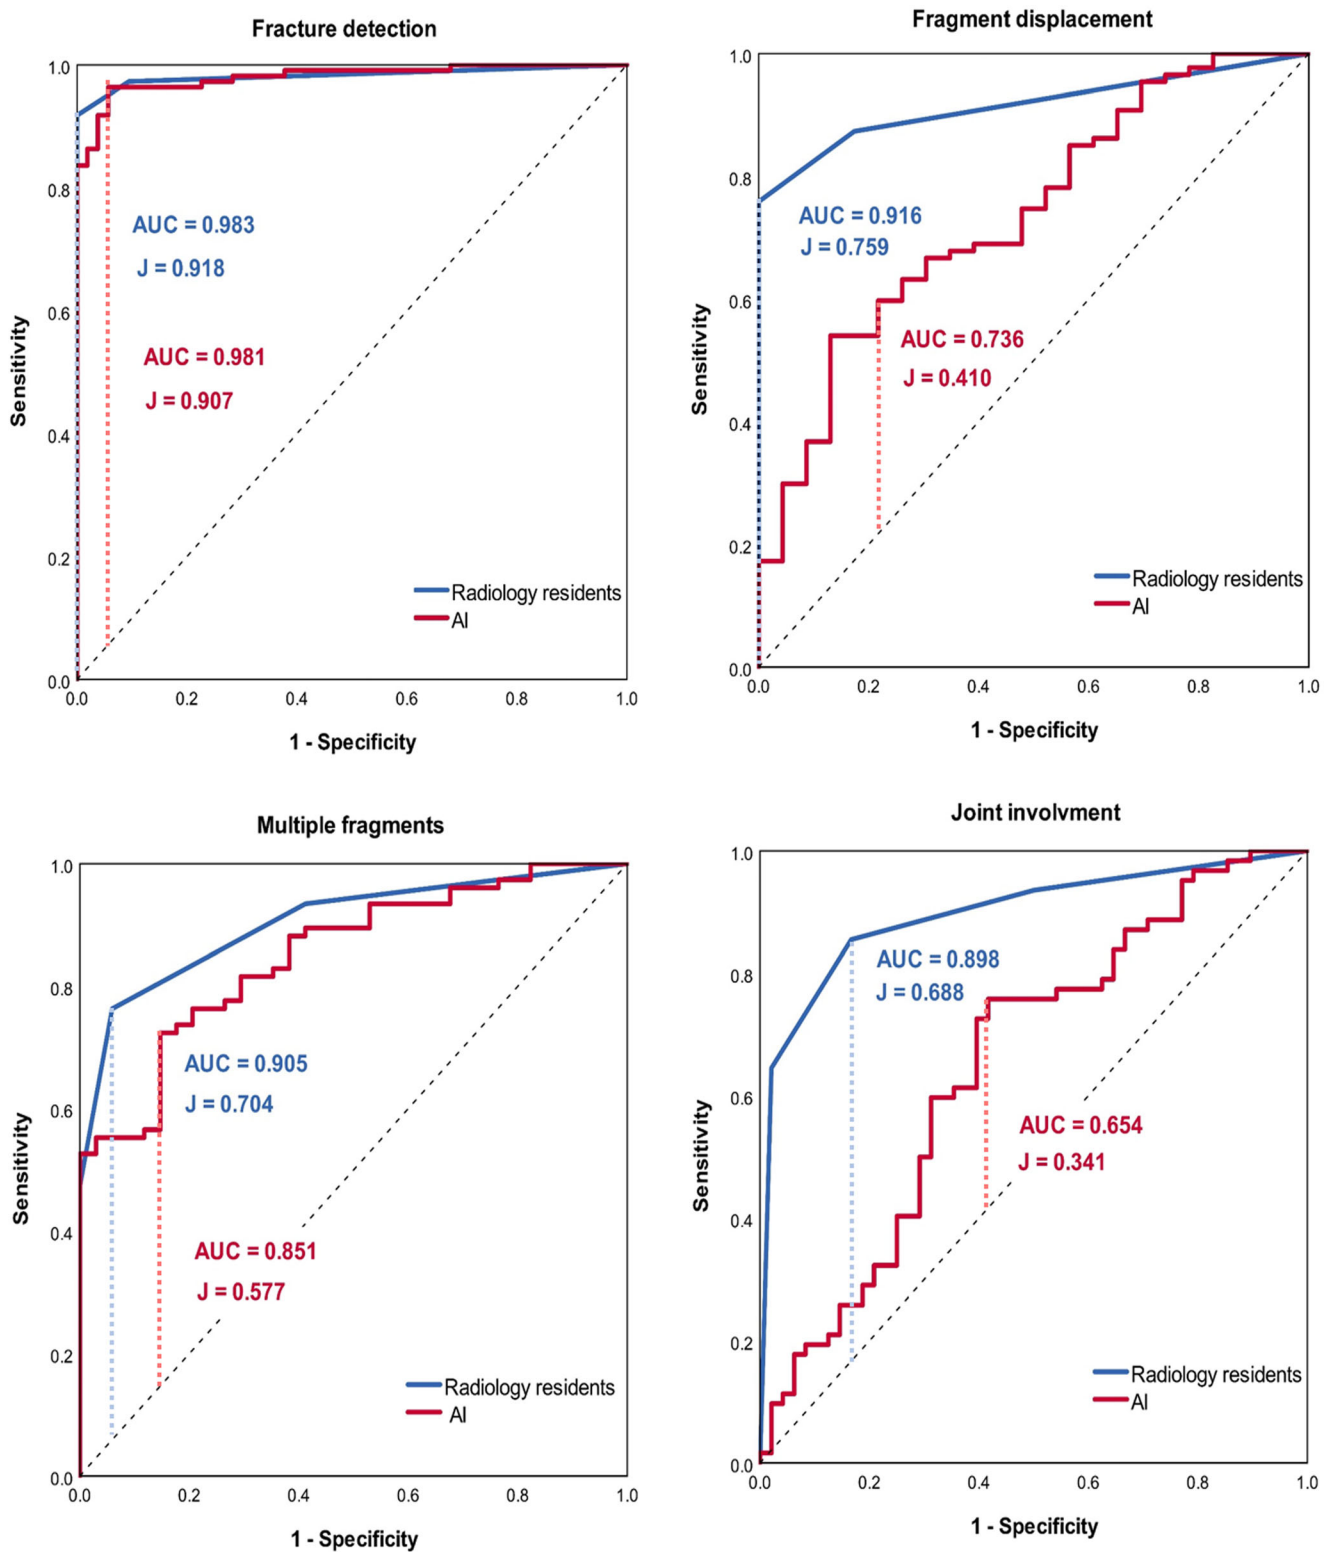 Fracture detection
1.0
0.8
0.6
0.4
0.2
0.0
Sensitivity
AUC = 0.983
J = 0.918
AUC = 0.981
J = 0.907
Radiology residents
AI
0.0 0.2 0.4 0.6 0.8 1.0
1 - Specificity
Fragment displacement
1.0
0.8
0.6
0.4
0.2
0.0
Sensitivity
AUC = 0.916
J = 0.759
AUC = 0.736
J = 0.410
Radiology residents
AI
0.0 0.2 0.4 0.6 0.8 1.0
1 - Specificity
Multiple fragments
1.0
0.8
0.6
0.4
0.2
0.0
Sensitivity
AUC = 0.905
J = 0.704
AUC = 0.851
J = 0.577
Radiology residents
AI
0.0 0.2 0.4 0.6 0.8 1.0
1 - Specificity
Joint involvment
1.0
0.8
0.6
0.4
0.2
0.0
Sensitivity
AUC = 0.898
J = 0.688
AUC = 0.654
J = 0.341
Radiology residents
AI
0.0 0.2 0.4 0.6 0.8 1.0
1 - Specificity